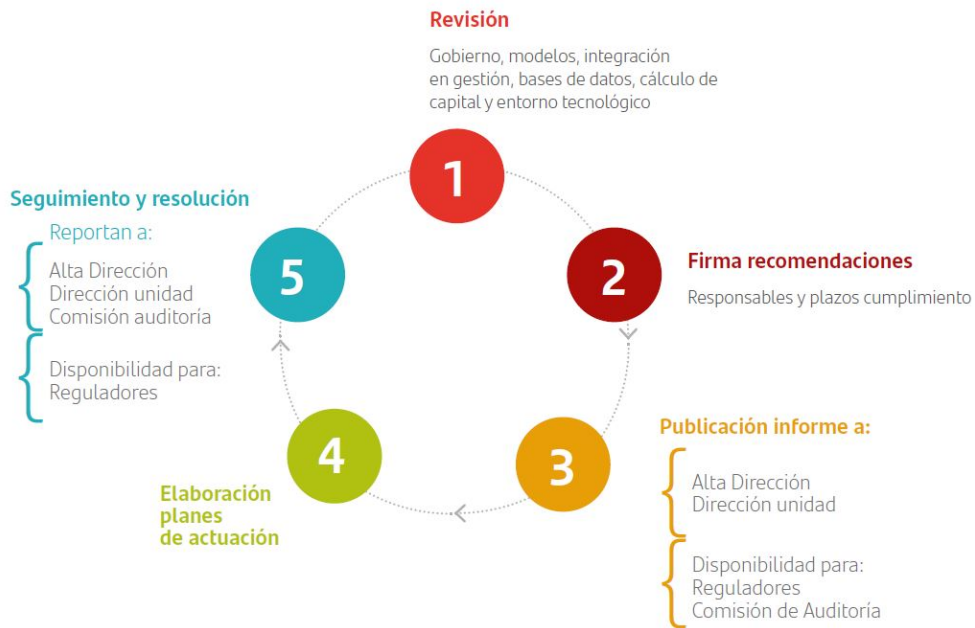 Revisión
Gobierno, modelos, integración
en gestión, bases de datos, cálculo de
capital y entorno tecnológico
1
2
Firma recomendaciones
Responsables y plazos cumplimiento
3
Publicación informe a:
Alta Dirección
Dirección unidad
Disponibilidad para:
Reguladores
Comisión de Auditoría
4
Elaboración
planes
de actuación
5
Seguimiento y resolución
Reportan a:
Alta Dirección
Dirección unidad
Comisión auditoría
Disponibilidad para:
Reguladores